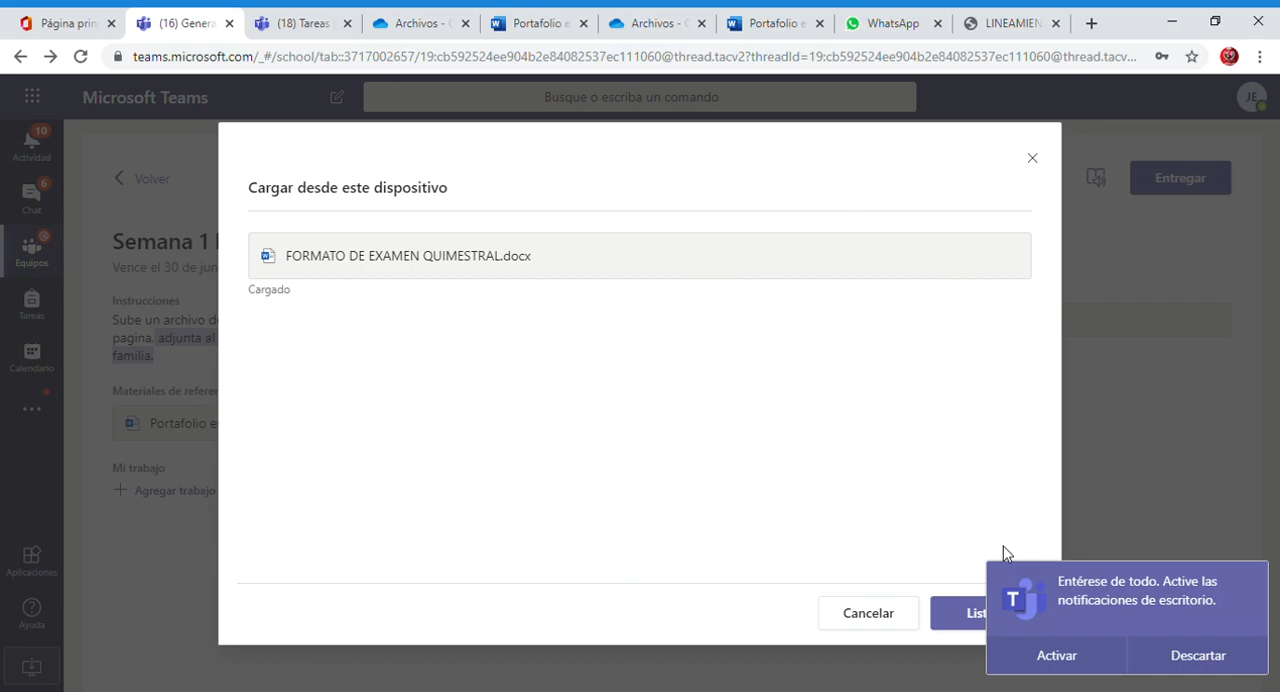 Página prin
(16) Genera
(18) Tareas
Archivos - C
Portafolio e
Archivos - C
Portafolio e
WhatsApp
LINEAMIEN
teams.microsoft.com/_#/school/tab::3717002657/19:cb592524ee904b2e84082537ec111060@thread.tacv2?threadId=19:cb592524ee904b2e84082537ec111060@thread.tacv...
Microsoft Teams
Busque o escriba un comando
JE
10
Actividad
6
Chat
Equipos
Tareas
Calendario
Aplicaciones
Ayuda
Volver
Entregar
Semana 1
Vence el 30 de jun
Instrucciones
Sube un archivo de
pagina, adjunta al
familia.
Materiales de referen
Portafolio e
Mi trabajo
Agregar trabajo
Cargar desde este dispositivo
FORMATO DE EXAMEN QUIMESTRAL.docx
Cargado
Cancelar
List
Entérese de todo. Active las
notificaciones de escritorio.
Activar
Descartar